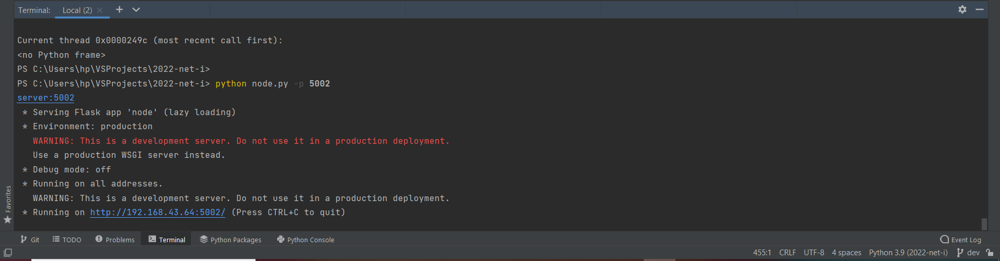 Terminal: Local (2)
Current thread 0x0000249c (most recent call first):
<no Python frame>
PS C:\Users\hp\VSProjects\2022-net-i>
PS C:\Users\hp\VSProjects\2022-net-i> python node.py -p 5002
server:5002
* Serving Flask app 'node' (lazy loading)
* Environment: production
WARNING: This is a development server. Do not use it in a production deployment.
Use a production WSGI server instead.
* Debug mode: off
* Running on all addresses.
WARNING: This is a development server. Do not use it in a production deployment.
* Running on http://192.168.43.64:5002/ (Press CTRL+C to quit)
Favorites
Git TODO Problems Terminal Python Packages Python Console Event Log
455:1 CRLF UTF-8 4 spaces Python 3.9 (2022-net-i) dev